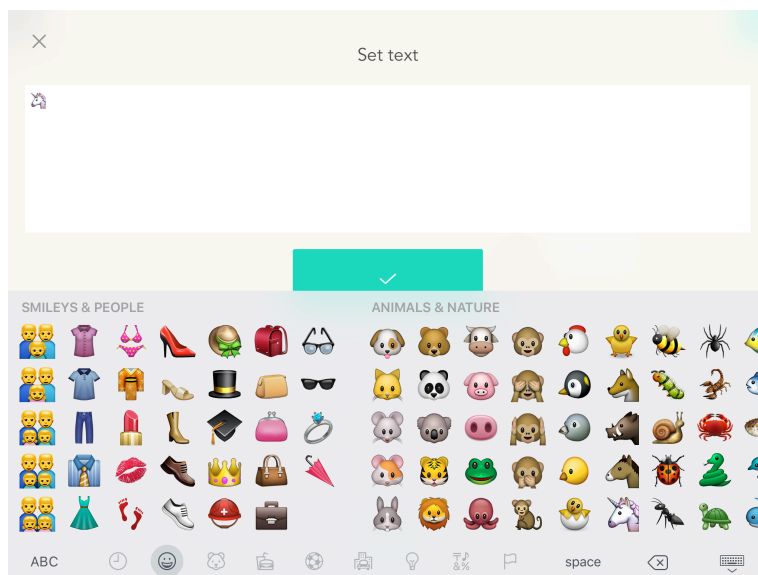 Set text
SMILEYS & PEOPLE
ANIMALS & NATURE
ABC
space